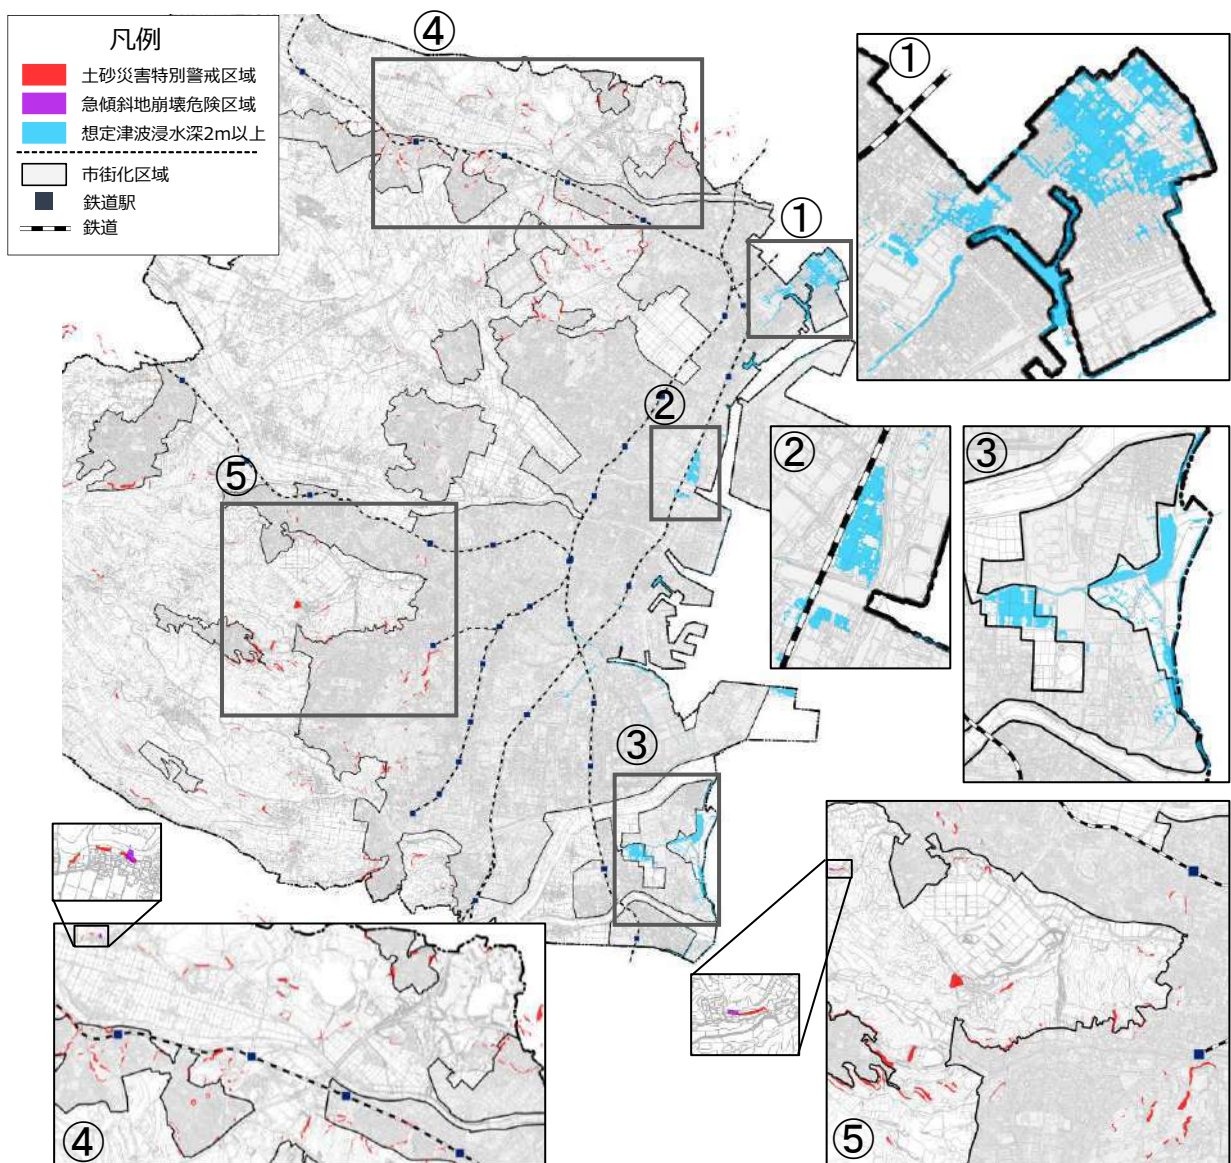 凡例
土砂災害特別警戒区域
急傾斜地崩壊危険区域
想定津波浸水深2m以上
市街化区域
鉄道駅
鉄道
④
①
②
⑤
③
①
②
③
④
⑤